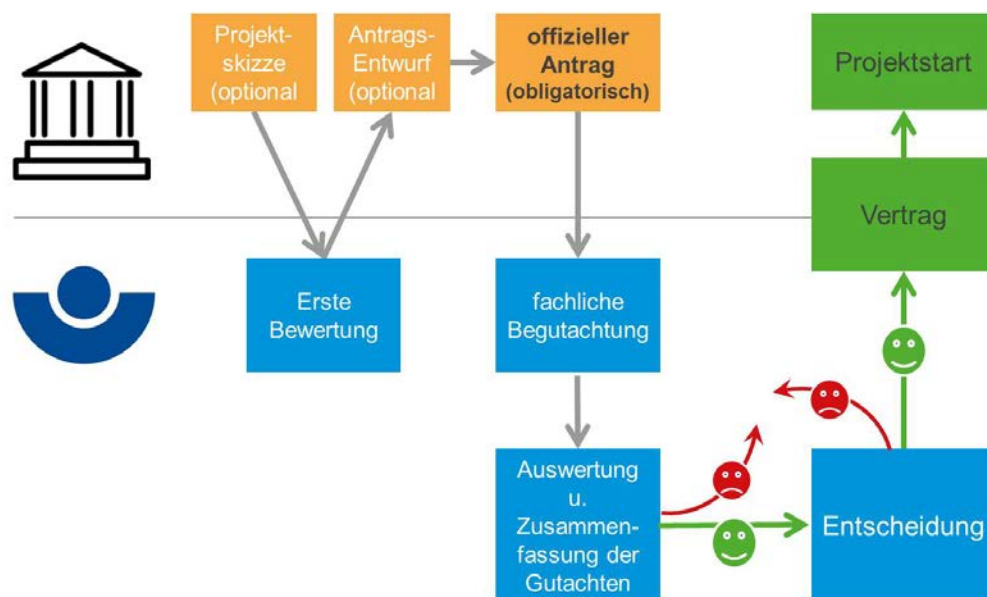 Projekt-
skizze
(optional
Antrags-
Entwurf
(optional
offizieller
Antrag
(obligatorisch)
Projektstart
Vertrag
Erste
Bewertung
fachliche
Begutachtung
Auswertung
u.
Zusammen-
fassung der
Gutachten
Entscheidung